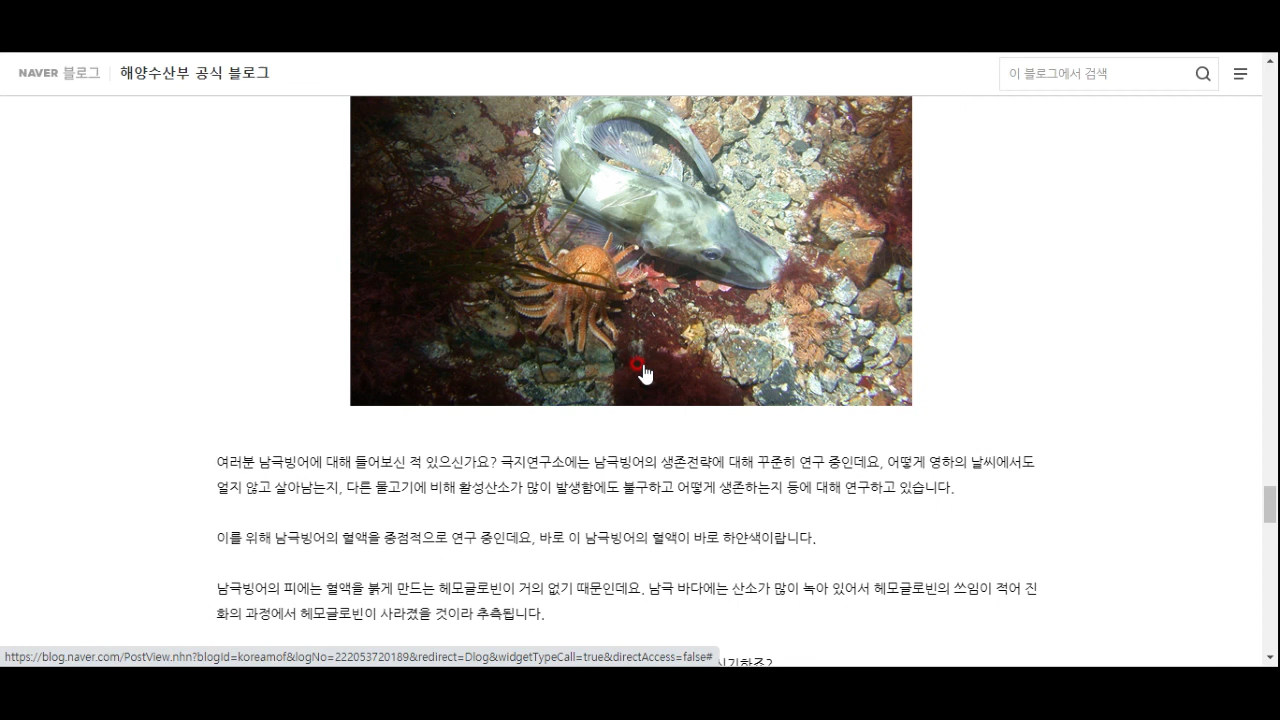 NAVER 블로그 해양수산부 공식 블로그
이 블로그에서 검색
여러분 남극빙어에 대해 들어보신 적 있으신가요? 극지연구소에는 남극빙어의 생존전략에 대해 꾸준히 연구 중인데요, 어떻게 영하의 날씨에서도
얼지 않고 살아남는지, 다른 물고기에 비해 활성산소가 많이 발생함에도 불구하고 어떻게 생존하는지 등에 대해 연구하고 있습니다.
이를 위해 남극빙어의 혈액을 중점적으로 연구 중인데요, 바로 이 남극빙어의 혈액이 바로 하얀색이랍니다.
남극빙어의 피에는 혈액을 붉게 만드는 헤모글로빈이 거의 없기 때문인데요. 남극 바다에는 산소가 많이 녹아 있어서 헤모글로빈의 쓰임이 적어 진
화의 과정에서 헤모글로빈이 사라졌을 것이라 추측됩니다.
https://blog.naver.com/PostView.nhn?blogId=koreamof&logNo=222053720189&redirect=Dlog&widgetTypeCall=true&directAccess=false#